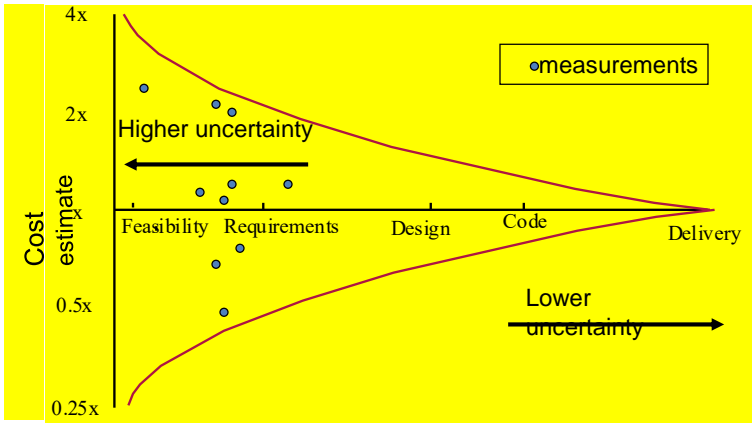 4x
measurements
2x
Higher uncertainty
Cost
estimate
x
Feasibility
Requirements
Design
Code
Delivery
0.5x
Lower
uncertainty
0.25x